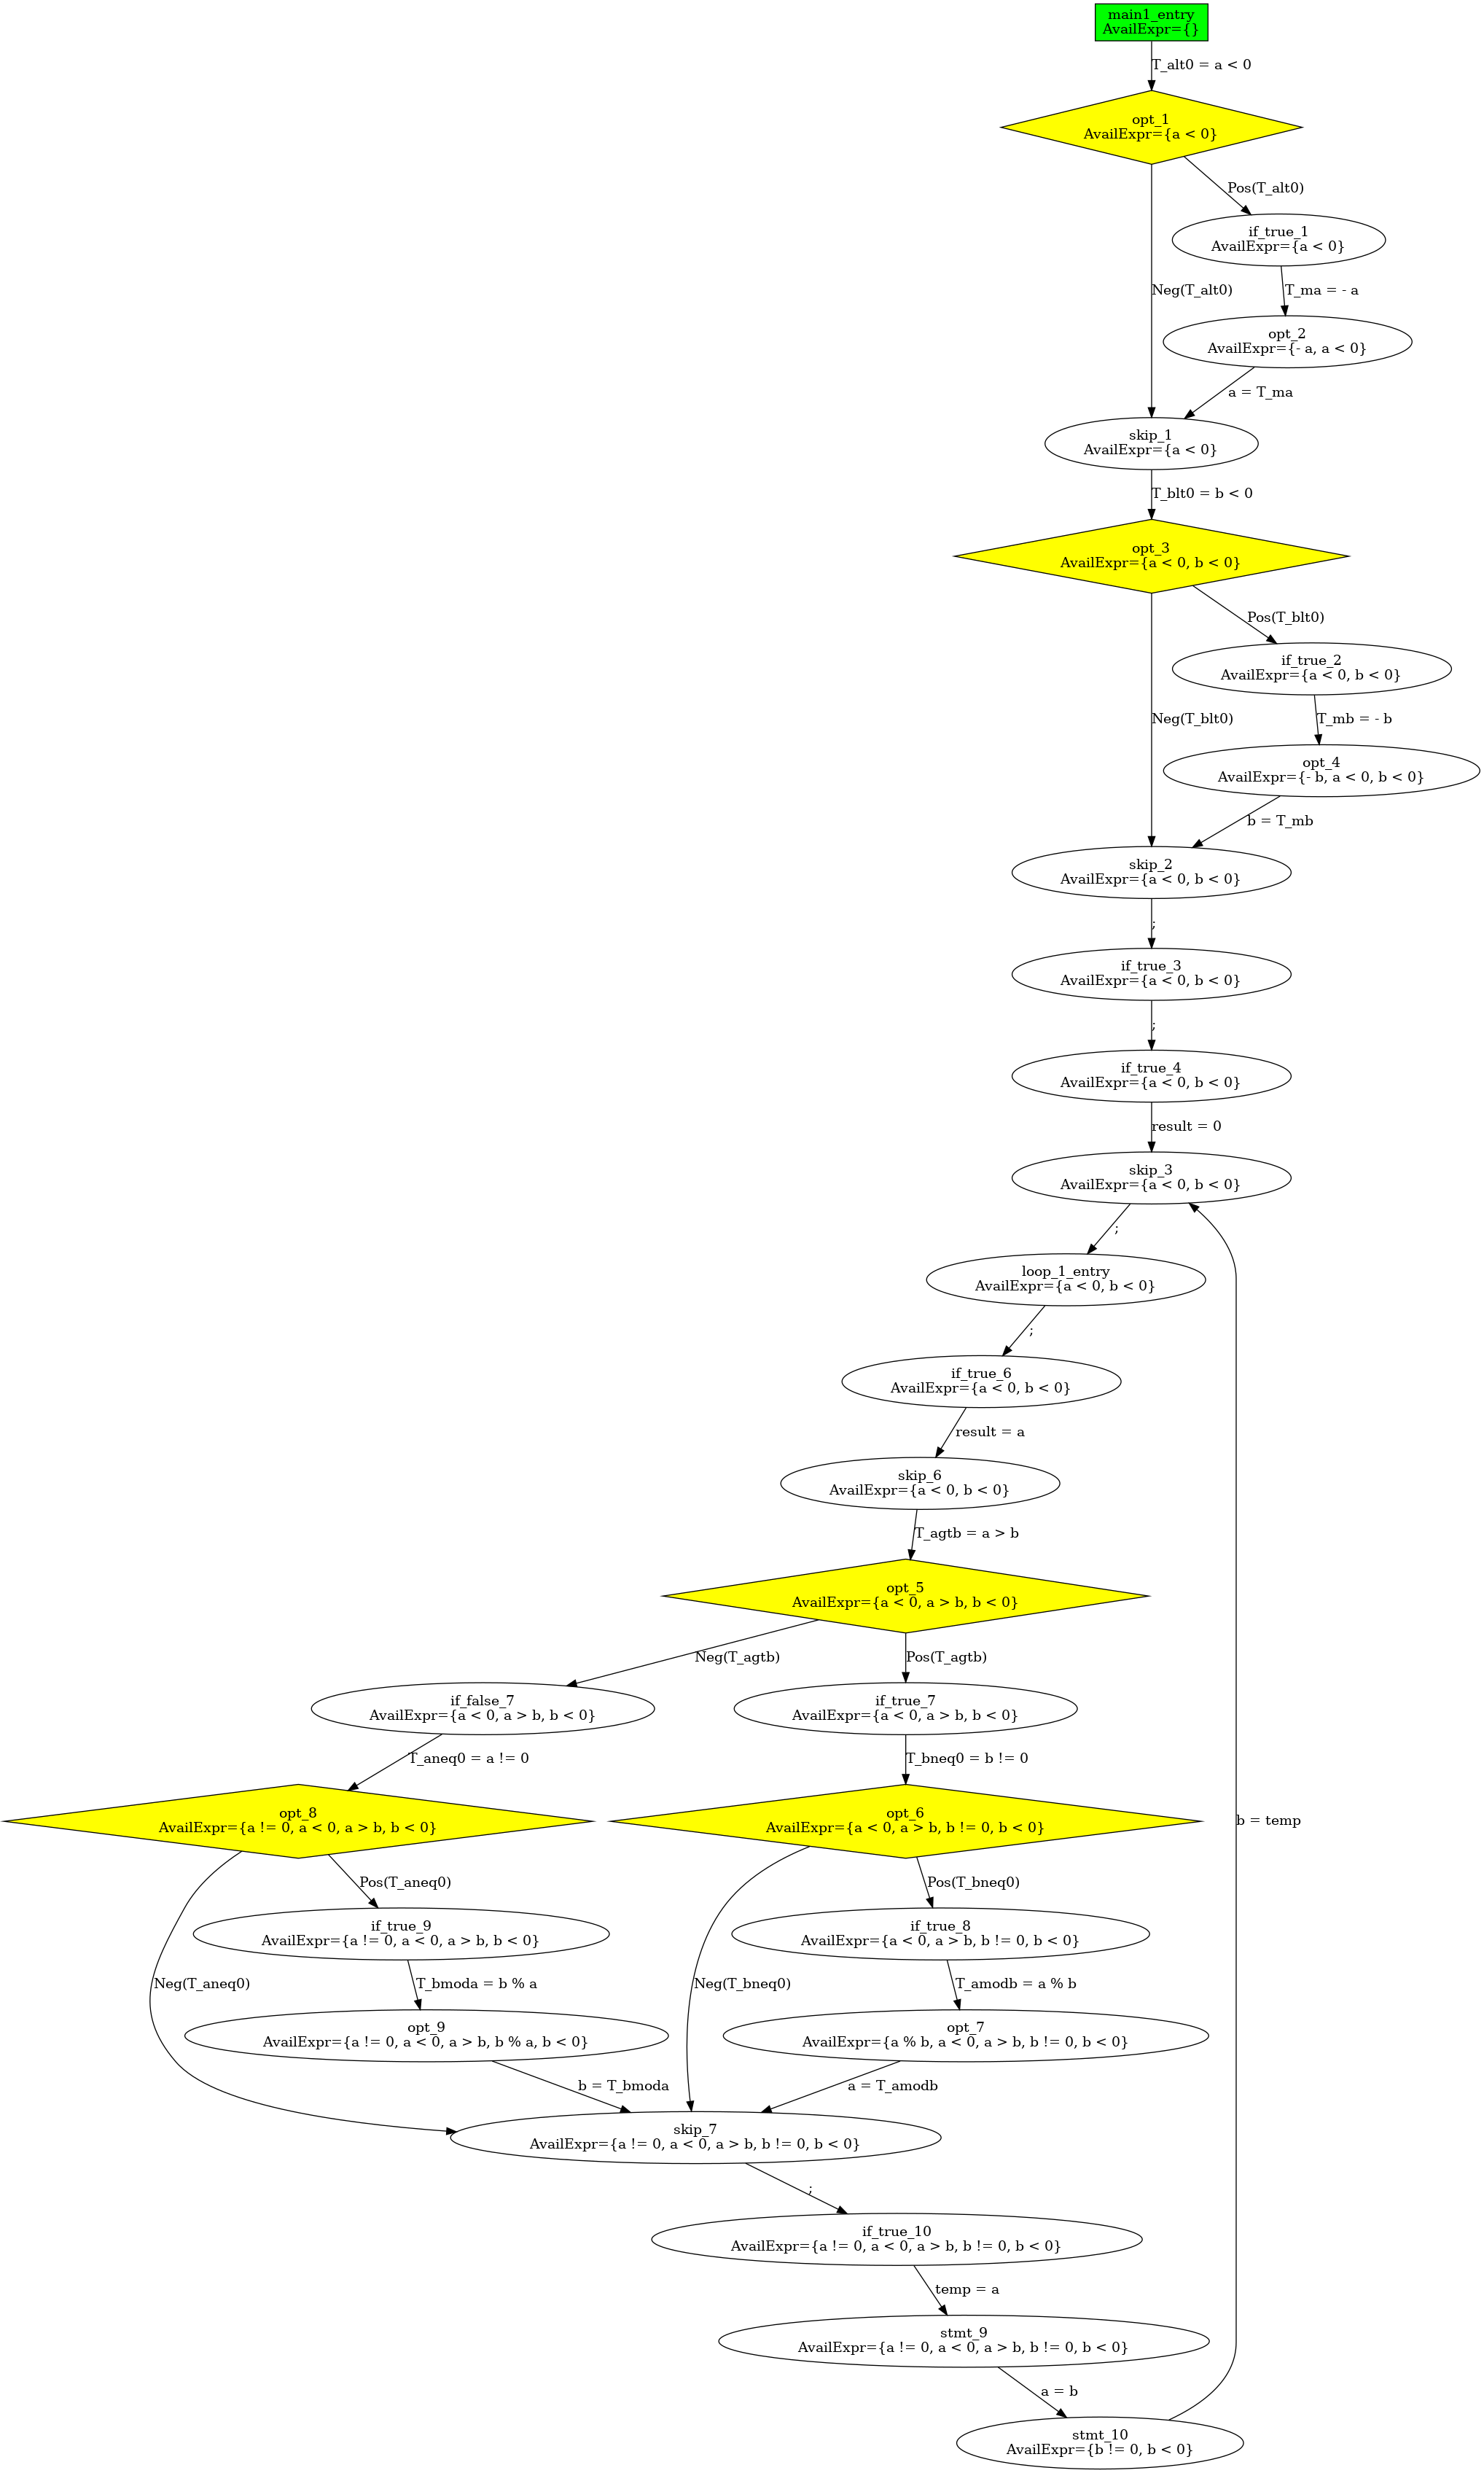 main1_entry
AvailExpr={}
T_alt0 = a < 0
opt_1
AvailExpr={a < 0}
Pos(T_alt0)
if_true_1
AvailExpr={a < 0}
Neg(T_alt0)
T_ma = - a
opt_2
AvailExpr={- a, a < 0}
a = T_ma
skip_1
AvailExpr={a < 0}
T_blt0 = b < 0
opt_3
AvailExpr={a < 0, b < 0}
Pos(T_blt0)
if_true_2
AvailExpr={a < 0, b < 0}
Neg(T_blt0)
T_mb = - b
opt_4
AvailExpr={- b, a < 0, b < 0}
b = T_mb
skip_2
AvailExpr={a < 0, b < 0}
;
if_true_3
AvailExpr={a < 0, b < 0}
;
if_true_4
AvailExpr={a < 0, b < 0}
result = 0
skip_3
AvailExpr={a < 0, b < 0}
;
loop_1_entry
AvailExpr={a < 0, b < 0}
;
if_true_6
AvailExpr={a < 0, b < 0}
result = a
skip_6
AvailExpr={a < 0, b < 0}
T_agtb = a > b
opt_5
AvailExpr={a < 0, a > b, b < 0}
Neg(T_agtb)
Pos(T_agtb)
if_false_7
AvailExpr={a < 0, a > b, b < 0}
if_true_7
AvailExpr={a < 0, a > b, b < 0}
T_aneq0 = a != 0
T_bneq0 = b != 0
opt_8
AvailExpr={a != 0, a < 0, a > b, b < 0}
opt_6
AvailExpr={a < 0, a > b, b != 0, b < 0}
b = temp
Pos(T_aneq0)
Pos(T_bneq0)
if_true_9
AvailExpr={a != 0, a < 0, a > b, b < 0}
if_true_8
AvailExpr={a < 0, a > b, b != 0, b < 0}
Neg(T_aneq0)
T_bmoda = b % a
Neg(T_bneq0)
T_amodb = a % b
opt_9
AvailExpr={a != 0, a < 0, a > b, b % a, b < 0}
opt_7
AvailExpr={a % b, a < 0, a > b, b != 0, b < 0}
b = T_bmoda
a = T_amodb
skip_7
AvailExpr={a != 0, a < 0, a > b, b != 0, b < 0}
;
if_true_10
AvailExpr={a != 0, a < 0, a > b, b != 0, b < 0}
temp = a
stmt_9
AvailExpr={a != 0, a < 0, a > b, b != 0, b < 0}
a = b
stmt_10
AvailExpr={b != 0, b < 0}